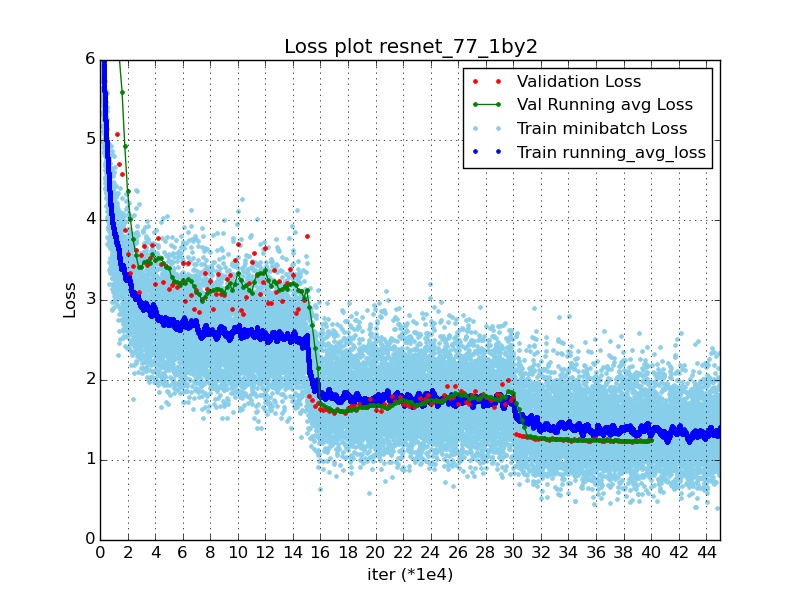 Loss plot resnet_77_1by2
Validation Loss
Val Running avg Loss
Train minibatch Loss
Train running_avg_loss
6
5
4
3
2
1
0
Loss
0 2 4 6 8 10 12 14 16 18 20 22 24 26 28 30 32 34 36 38 40 42 44
iter (*1e4)